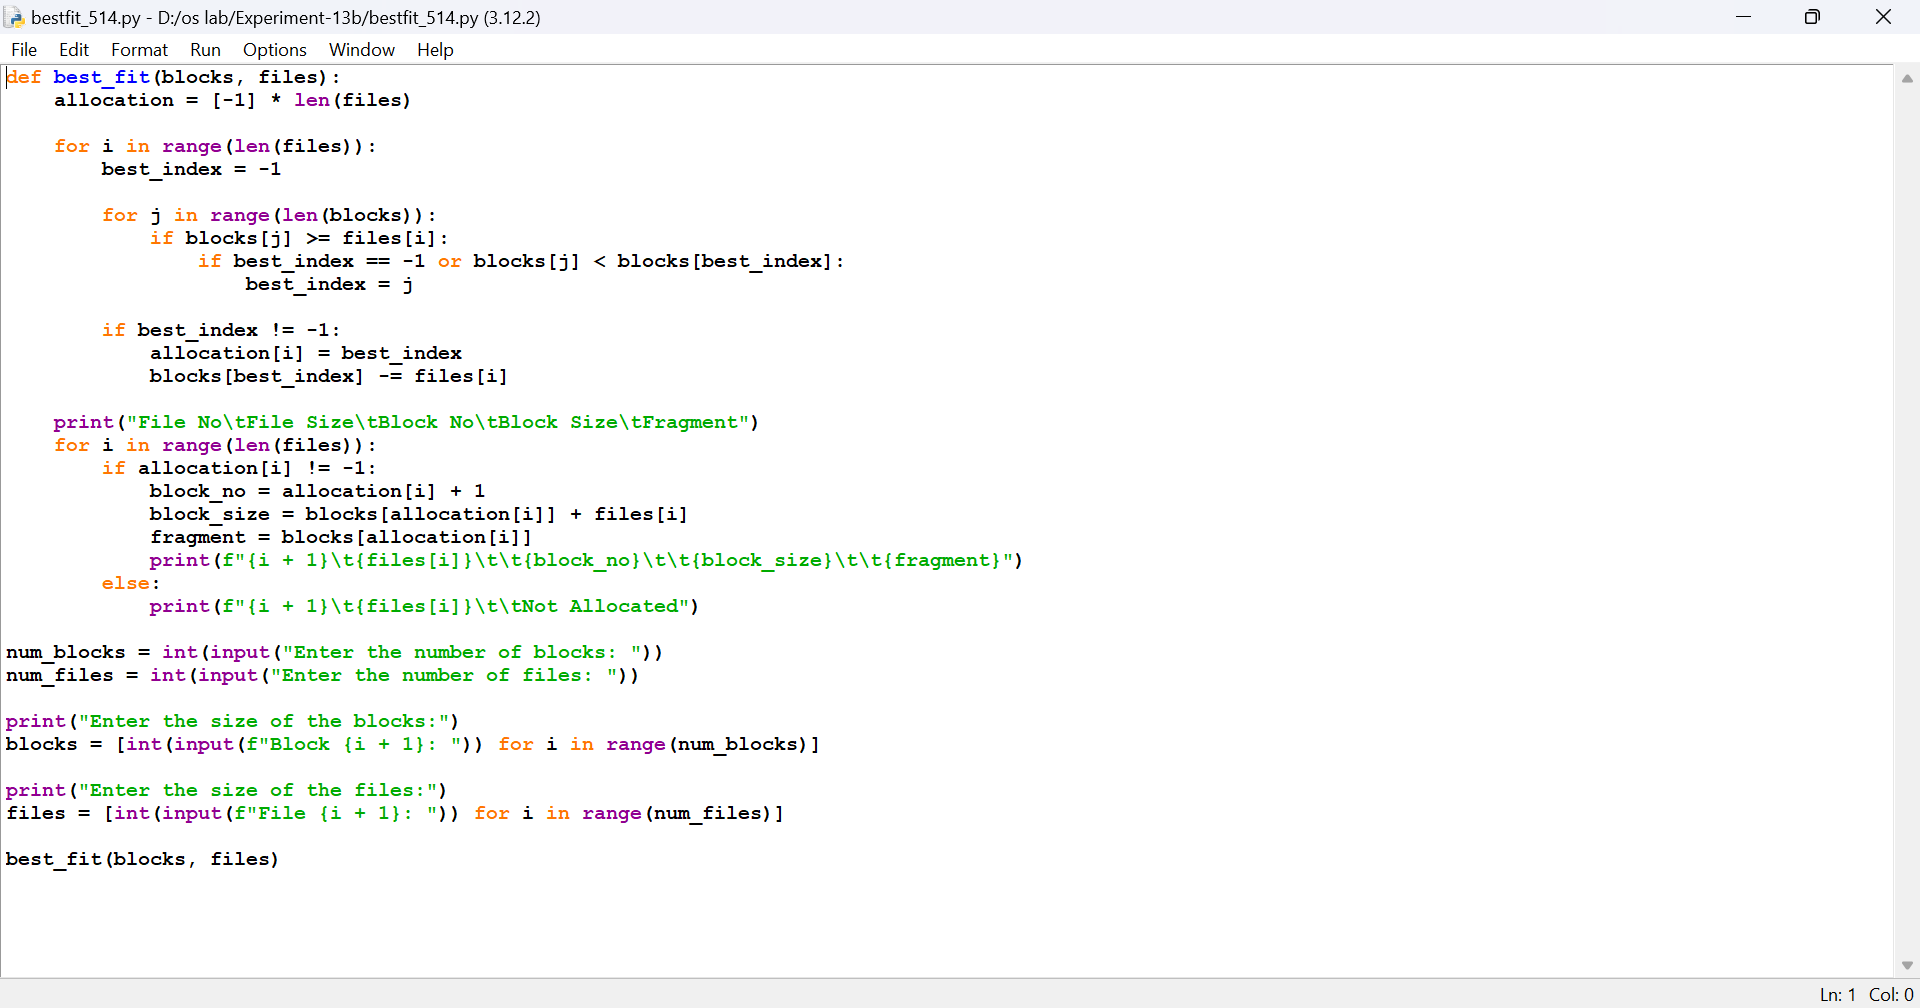 bestfit_514.py - D:/os lab/Experiment-13b/bestfit_514.py (3.12.2)
File Edit Format Run Options Window Help
def best_fit(blocks, files):
    allocation = [-1] * len(files)

    for i in range(len(files)):
        best_index = -1

        for j in range(len(blocks)):
            if blocks[j] >= files[i]:
                if best_index == -1 or blocks[j] < blocks[best_index]:
                    best_index = j

        if best_index != -1:
            allocation[i] = best_index
            blocks[best_index] -= files[i]

    print("File No\tFile Size\tBlock No\tBlock Size\tFragment")
    for i in range(len(files)):
        if allocation[i] != -1:
            block_no = allocation[i] + 1
            block_size = blocks[allocation[i]] + files[i]
            fragment = blocks[allocation[i]]
            print(f"{i + 1}\t{files[i]}\t\t{block_no}\t\t{block_size}\t\t{fragment}")
        else:
            print(f"{i + 1}\t{files[i]}\t\tNot Allocated")

num_blocks = int(input("Enter the number of blocks: "))
num_files = int(input("Enter the number of files: "))

print("Enter the size of the blocks:")
blocks = [int(input(f"Block {i + 1}: ")) for i in range(num_blocks)]

print("Enter the size of the files:")
files = [int(input(f"File {i + 1}: ")) for i in range(num_files)]

best_fit(blocks, files)
Ln: 1 Col: 0